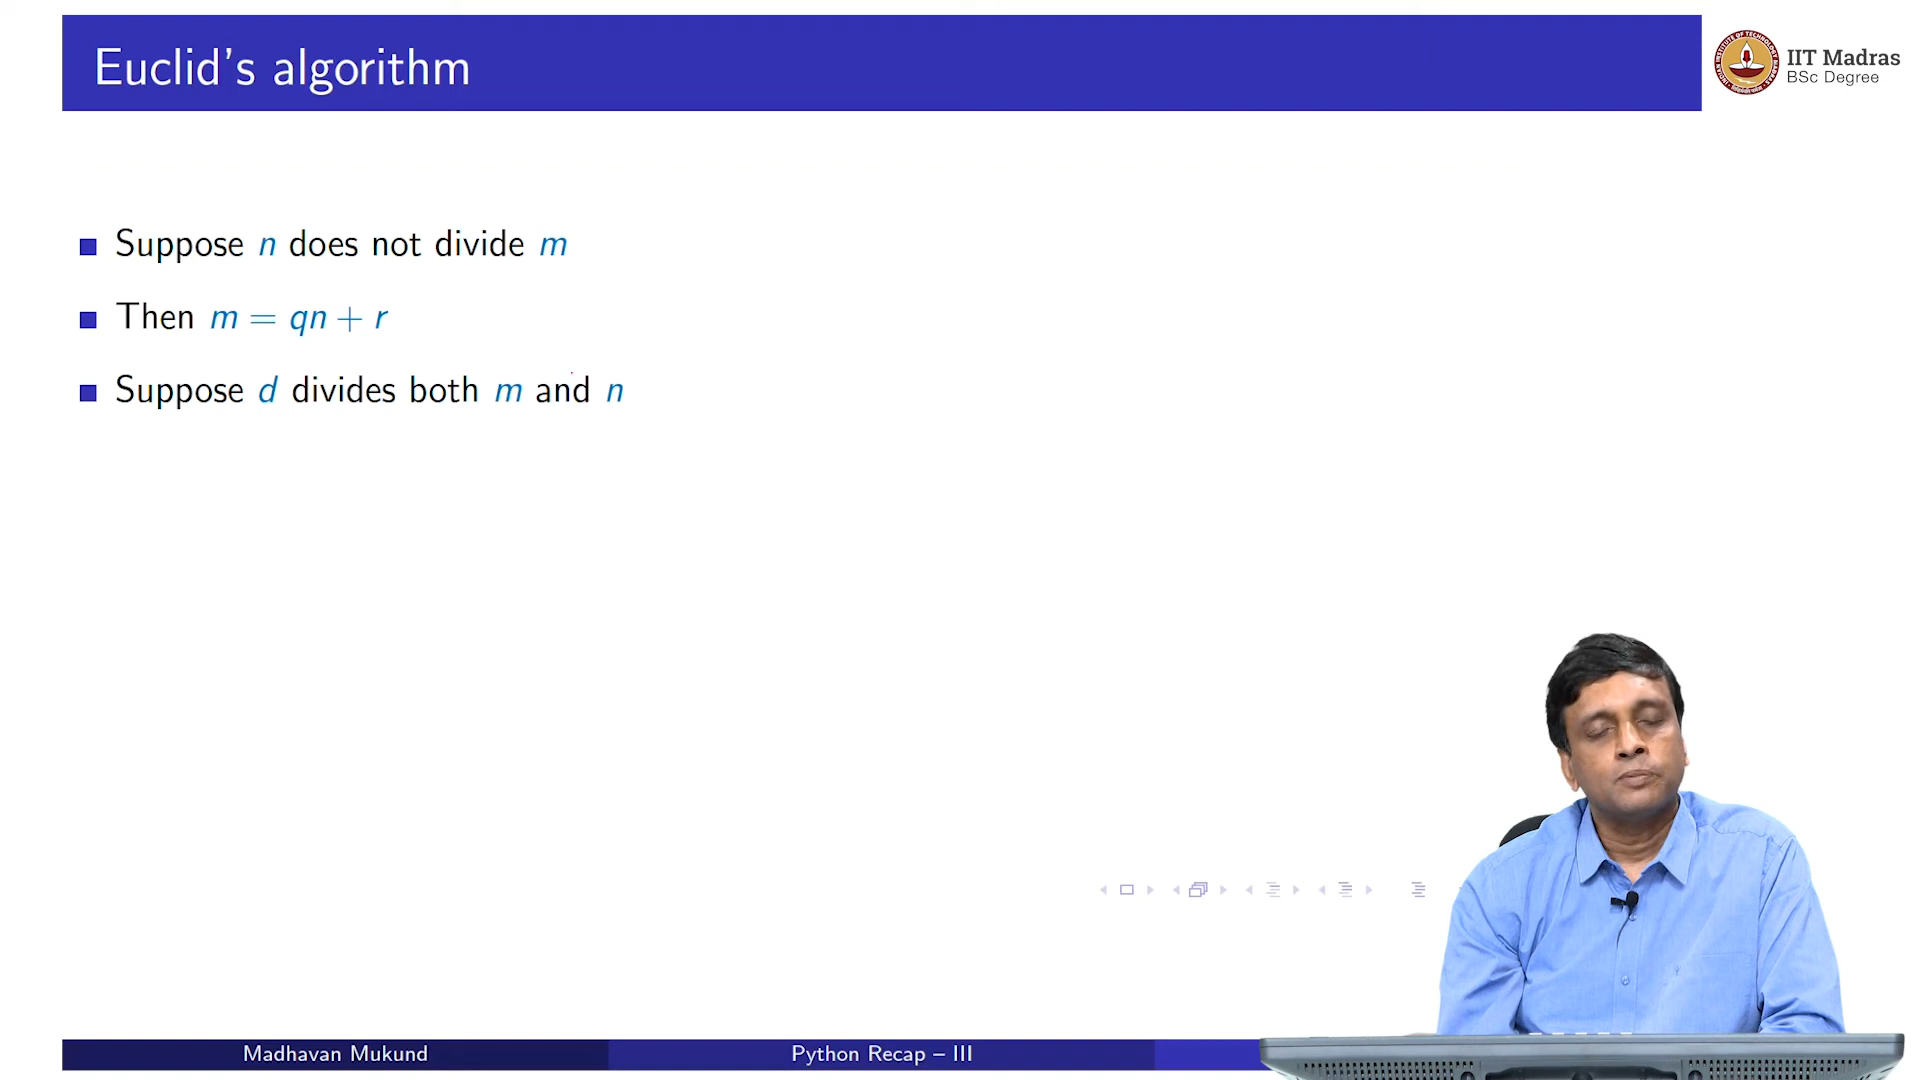 Euclid's algorithm
IIT Madras
BSc Degree
Suppose n does not divide m
Then m = qn + r
Suppose d divides both m and n
Madhavan Mukund
Python Recap – III